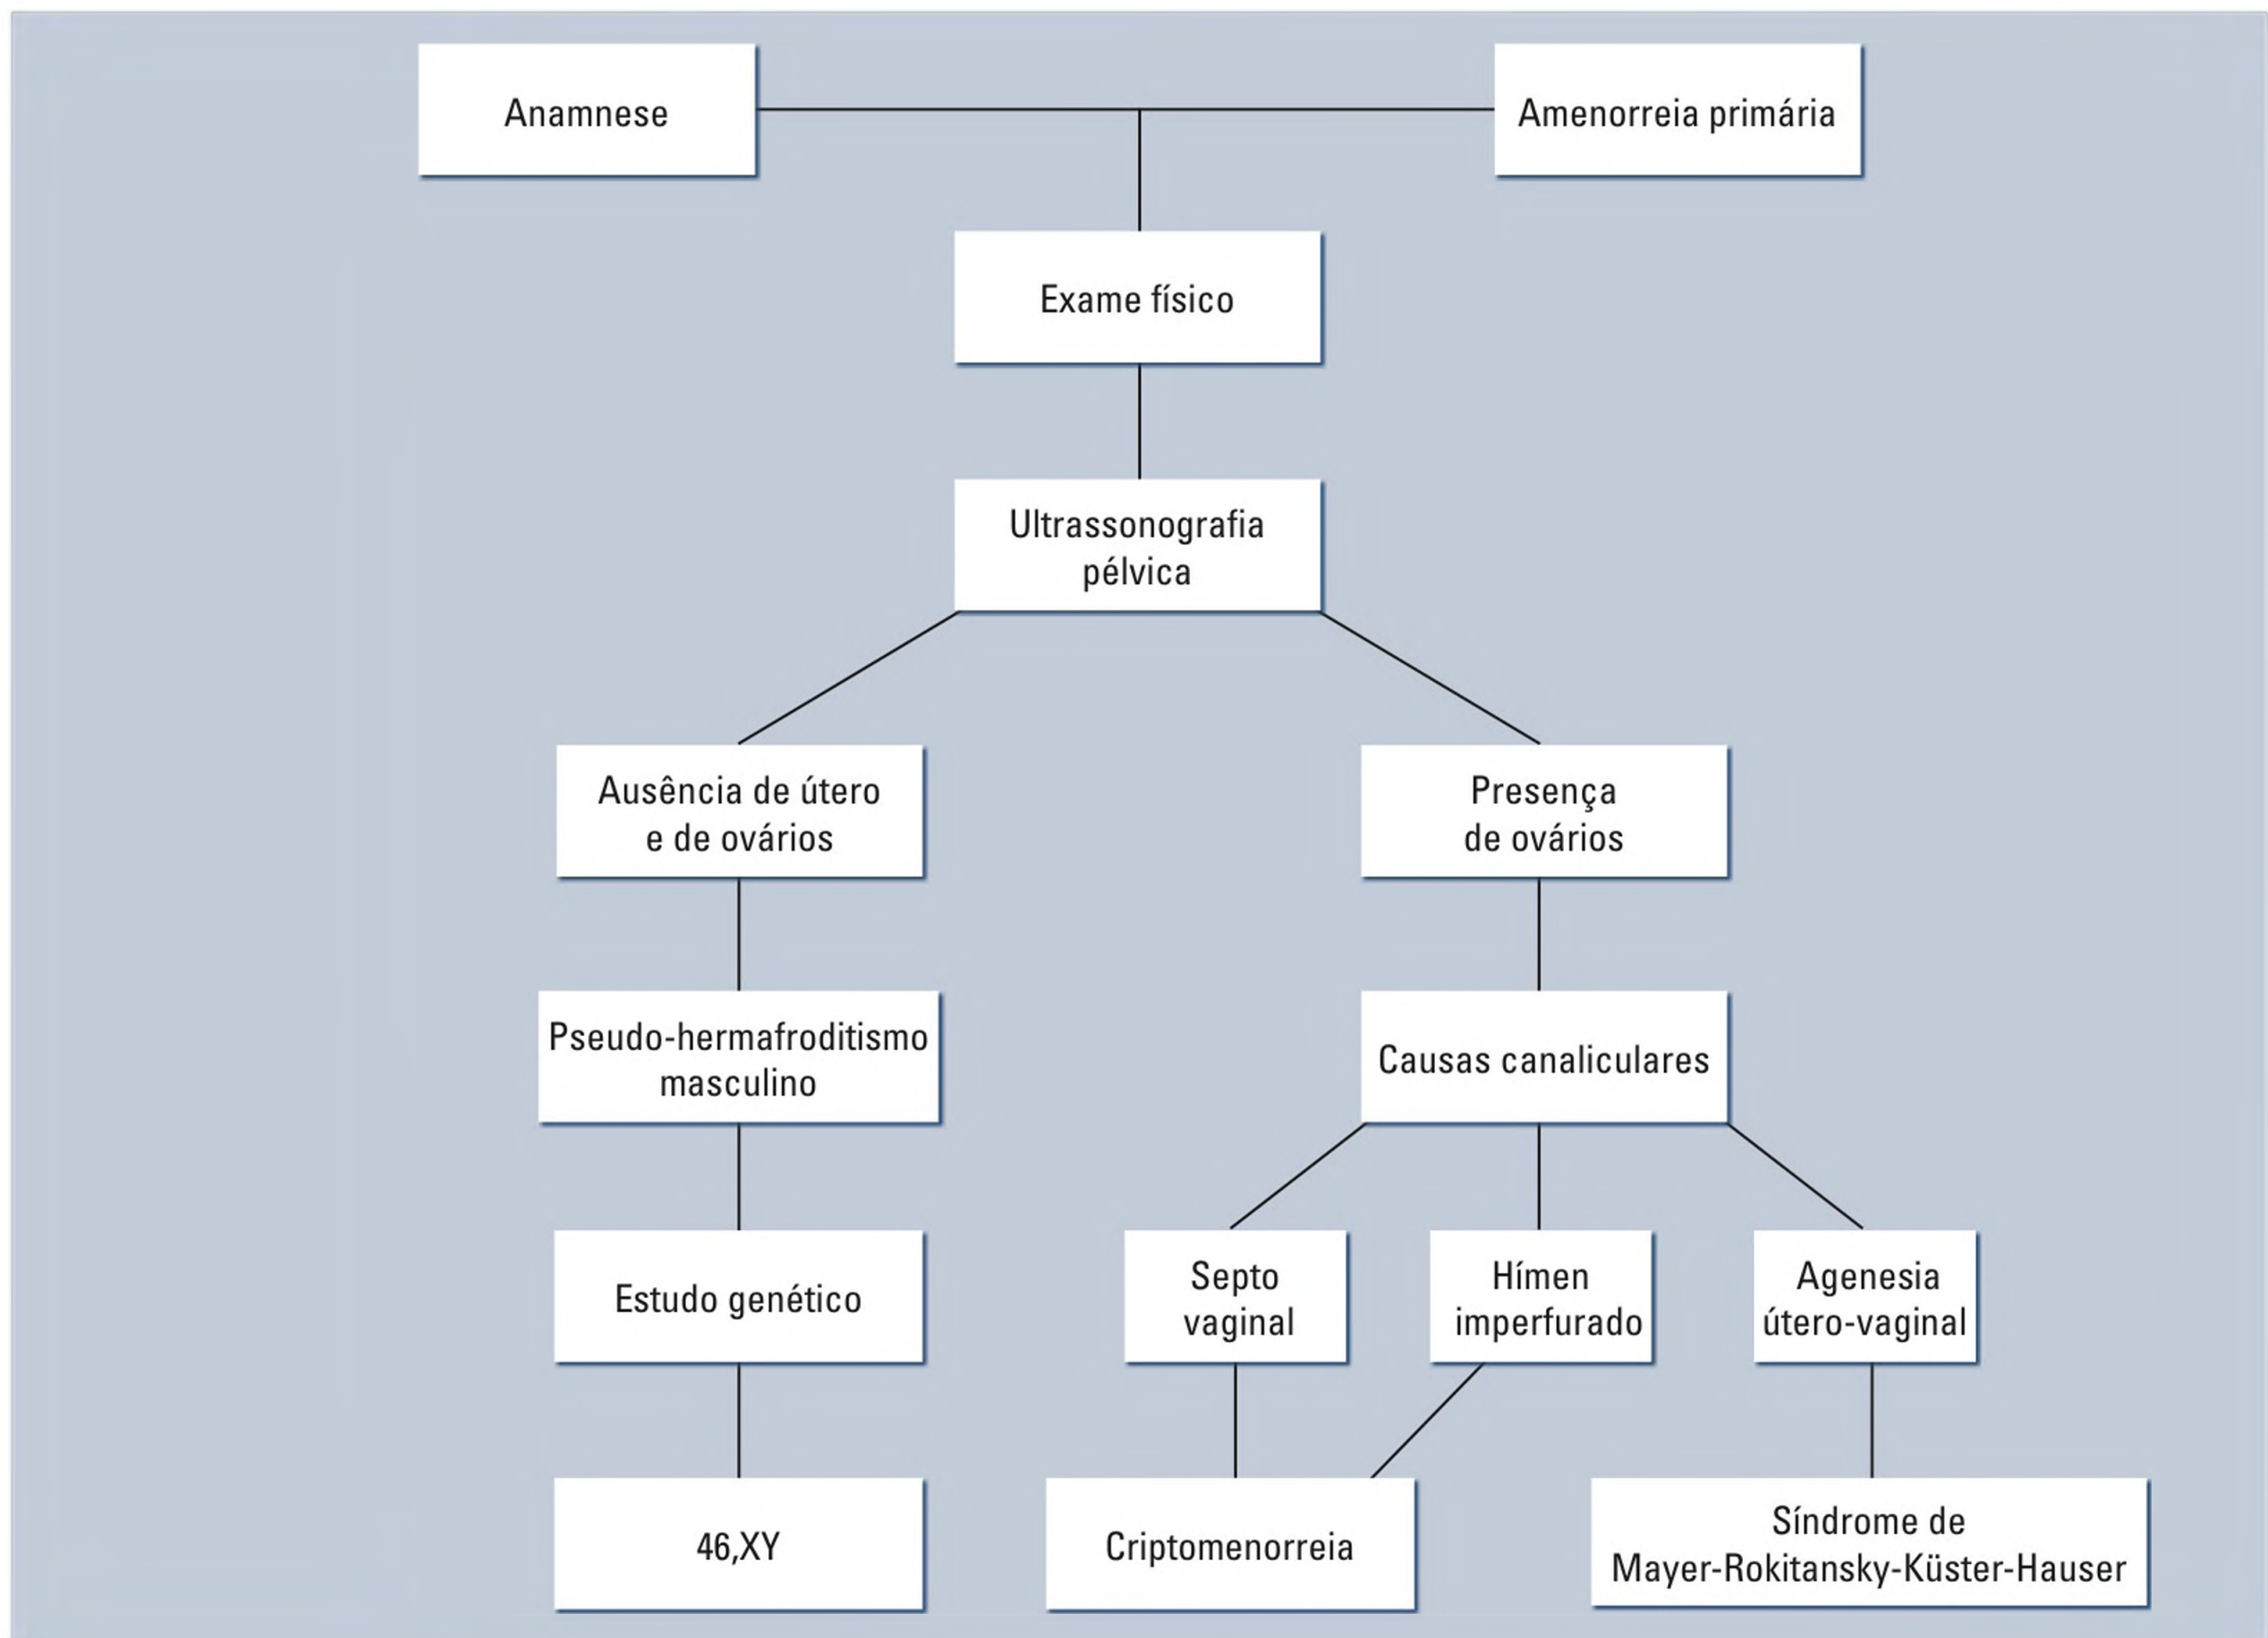 Anamnese
Amenorreia primária
Exame físico
Ultrassonografia
pélvica
Ausência de útero
e de ovários
Presença
de ovários
Pseudo-hermafroditismo
masculino
Causas canaliculares
Estudo genético
Septo
vaginal
Hímen
imperfurado
Agenesia
útero-vaginal
46,XY
Criptomenorreia
Síndrome de
Mayer-Rokitansky-Küster-Hauser